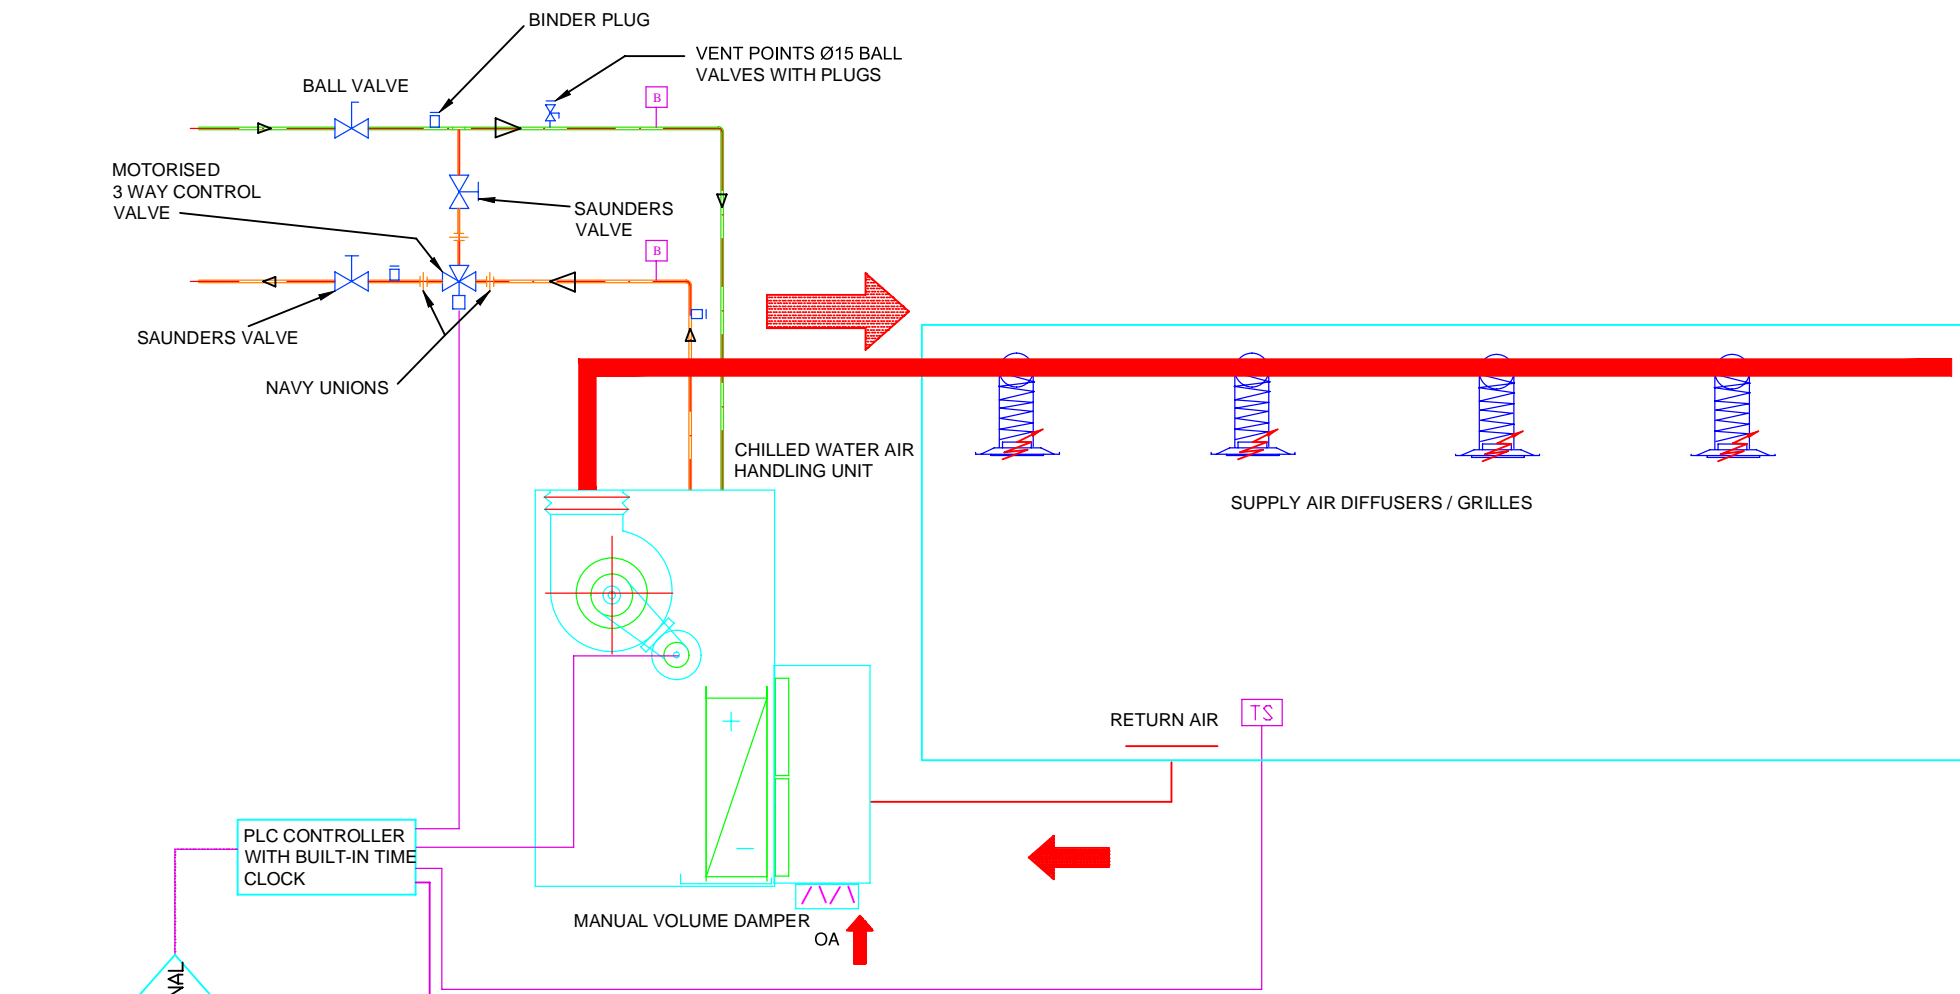 BINDER PLUG
VENT POINTS Ø15 BALL
VALVES WITH PLUGS
BALL VALVE
B
MOTORISED
3 WAY CONTROL
VALVE
SAUNDERS
VALVE
B
SAUNDERS VALVE
NAVY UNIONS
CHILLED WATER AIR
HANDLING UNIT
SUPPLY AIR DIFFUSERS / GRILLES
RETURN AIR
TS
PLC CONTROLLER
WITH BUILT-IN TIME
CLOCK
MANUAL VOLUME DAMPER
OA